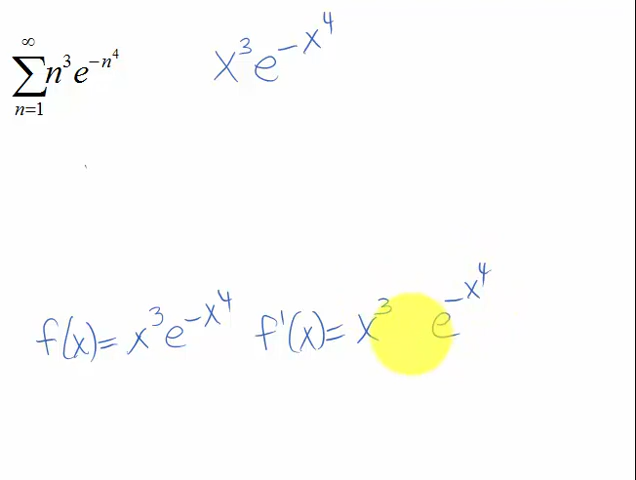 ∞
∑ n³e^{-n⁴} x³e^{-x⁴}
n=1
f(x)= x³e^{-x⁴} f'(x)= x³ e^{-x⁴}